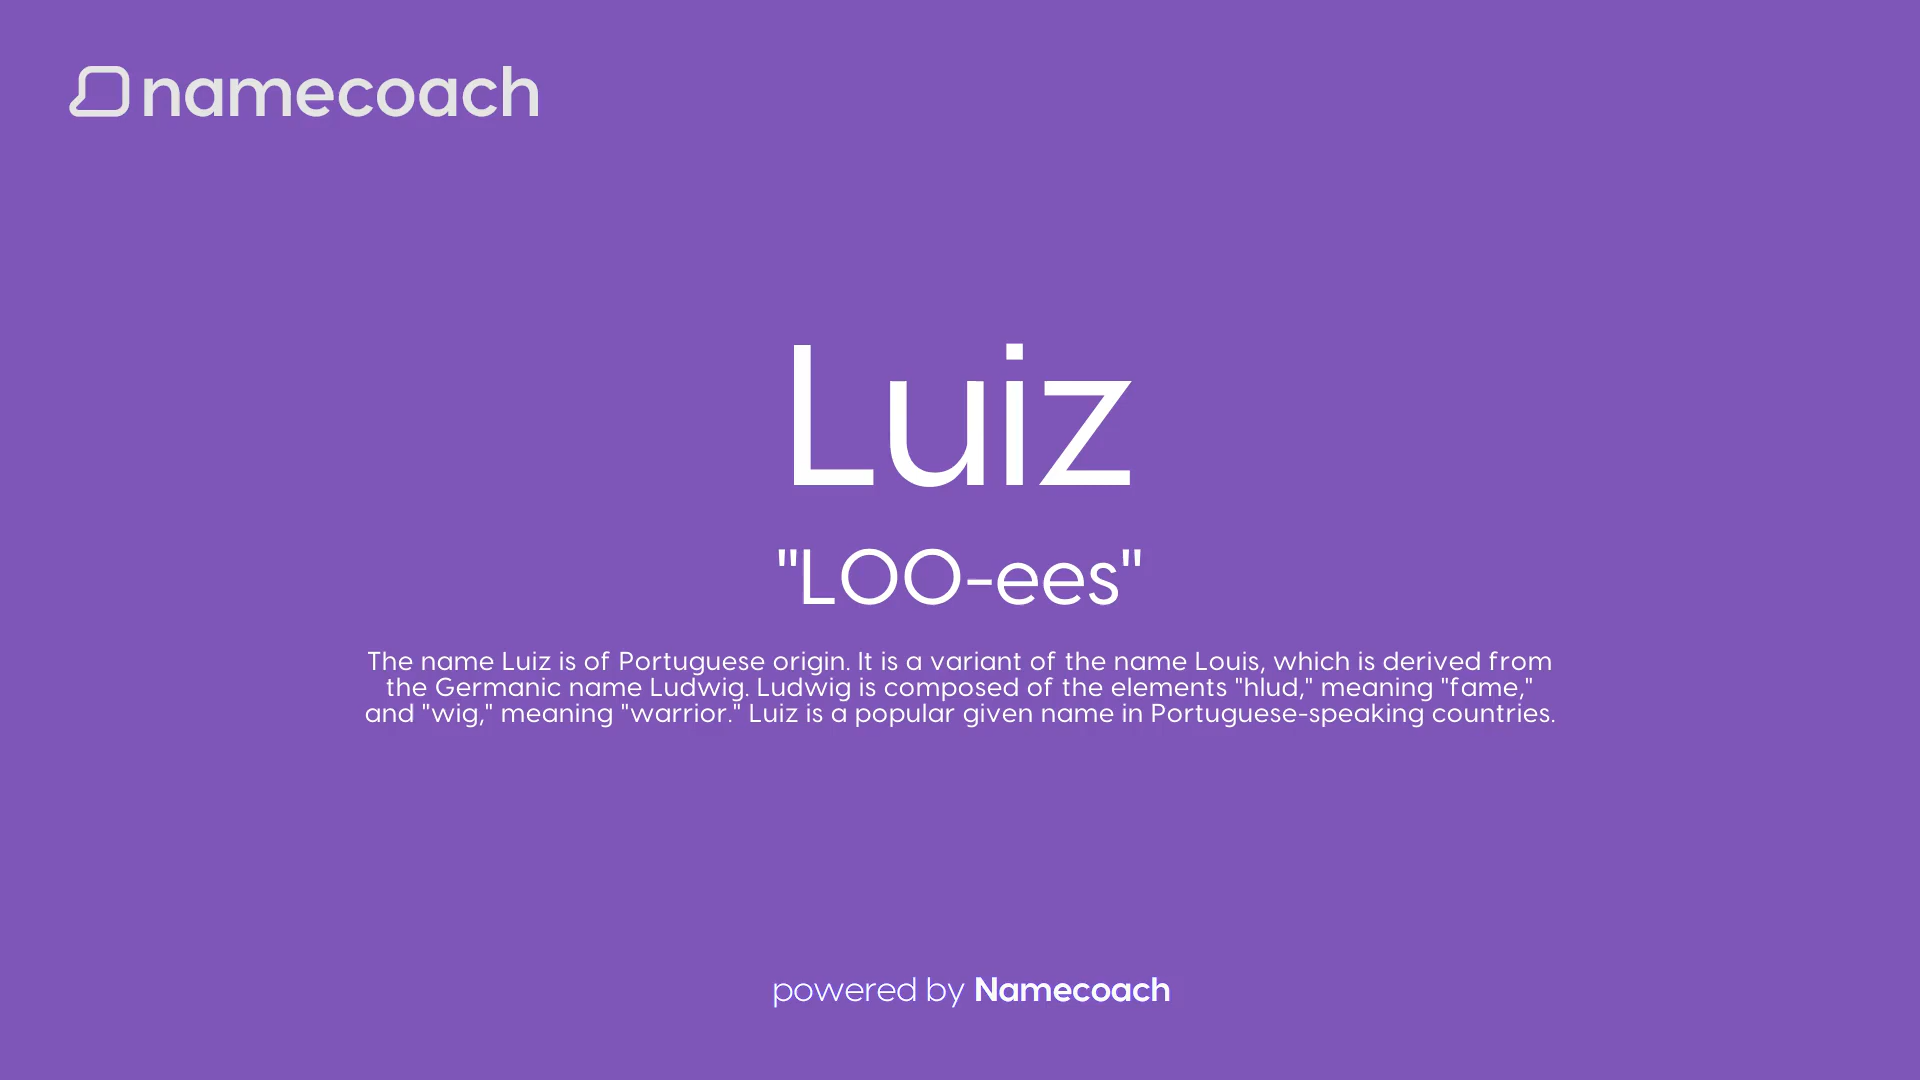 namecoach
Luiz
"LOO-ees"
The name Luiz is of Portuguese origin. It is a variant of the name Louis, which is derived from
the Germanic name Ludwig. Ludwig is composed of the elements "hlud," meaning "fame,"
and "wig," meaning "warrior." Luiz is a popular given name in Portuguese-speaking countries.
powered by Namecoach